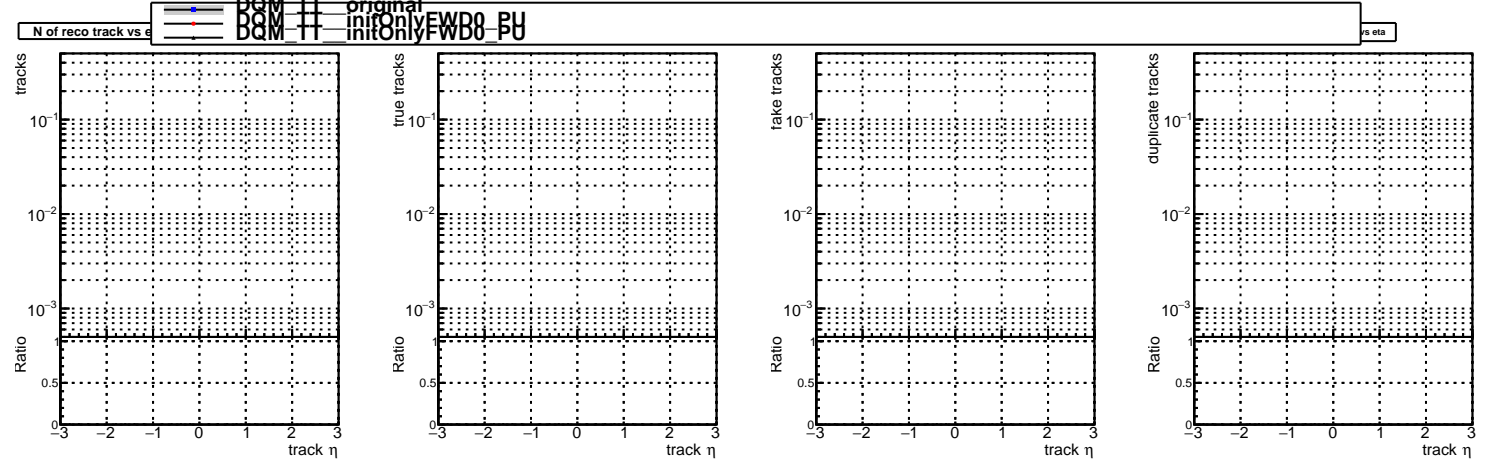 DQM_TT__original
DQM_TT__initOnlyFWD0_PU
DQM_TT__initOnlyFWD0_PU
N of reco track vs e
vs eta
tracks
10⁻¹
10⁻²
10⁻³
Ratio
1
0.5
0
−3 −2 −1 0 1 2 3
track η
true tracks
10⁻¹
10⁻²
10⁻³
Ratio
1
0.5
0
−3 −2 −1 0 1 2 3
track η
fake tracks
10⁻¹
10⁻²
10⁻³
Ratio
1
0.5
0
−3 −2 −1 0 1 2 3
track η
duplicate tracks
10⁻¹
10⁻²
10⁻³
Ratio
1
0.5
0
−3 −2 −1 0 1 2 3
track η